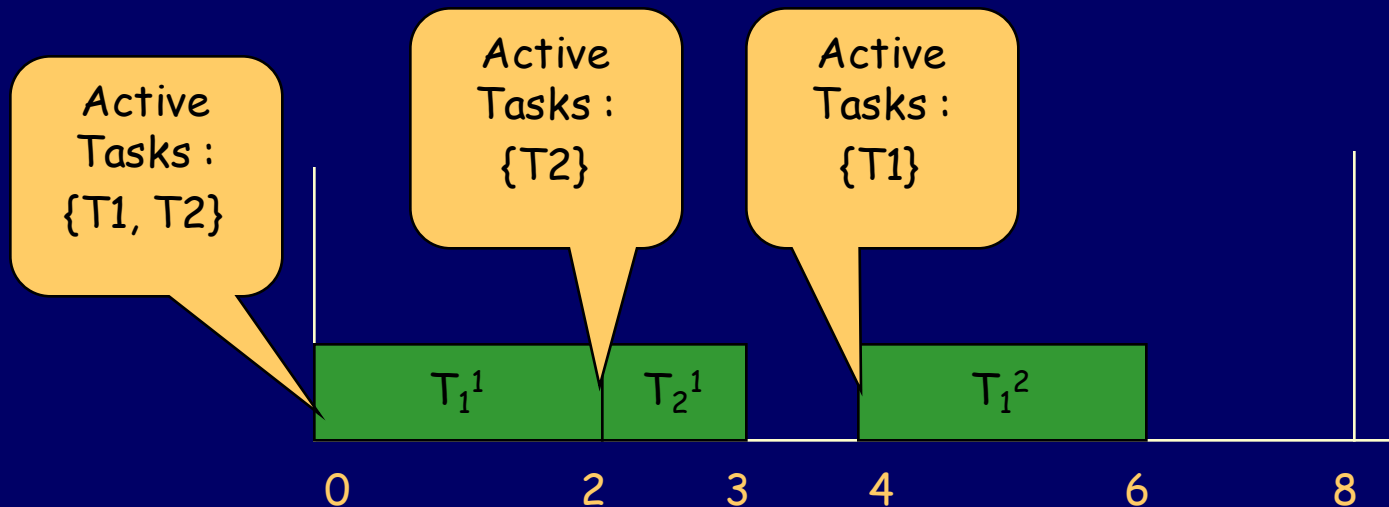 Active
Tasks :
{T1, T2}
Active
Tasks :
{T2}
Active
Tasks :
{T1}
T₁¹
T₂¹
T₁²
0 2 3 4 6 8